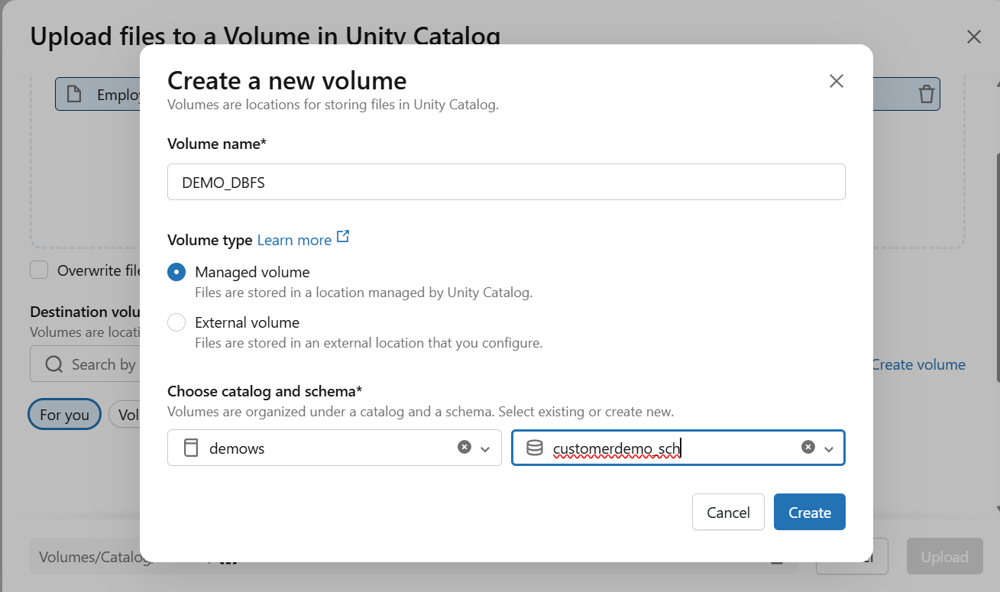 Upload files to a Volume in Unity Catalog
Create a new volume
Volumes are locations for storing files in Unity Catalog.
Employ
Volume name*
DEMO_DBFS
Volume type Learn more
Overwrite file
Managed volume
Files are stored in a location managed by Unity Catalog.
External volume
Files are stored in an external location that you configure.
Destination volu
Volumes are locati
Search by
Create volume
For you
Vol
Choose catalog and schema*
Volumes are organized under a catalog and a schema. Select existing or create new.
demows
customerdemo_sch
Cancel
Create
Volumes/Catalog/
Upload